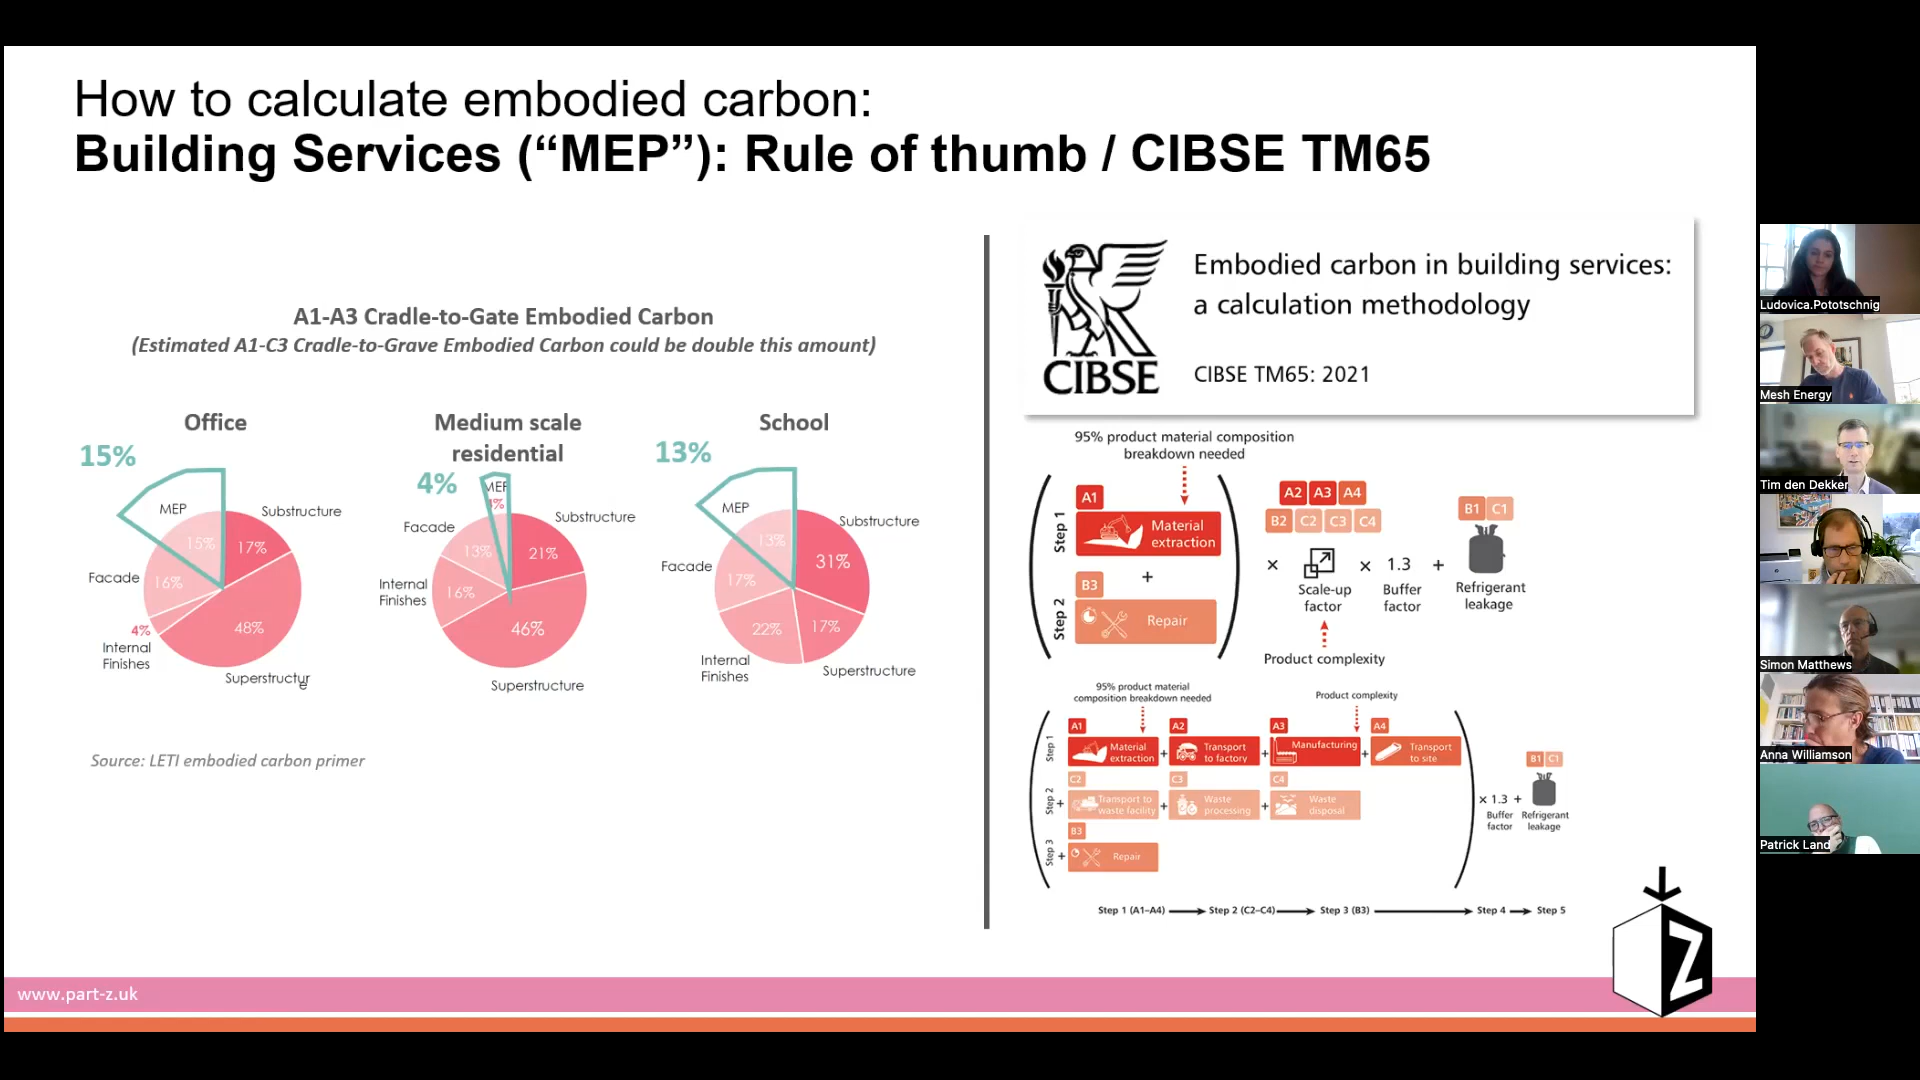 How to calculate embodied carbon:
Building Services (“MEP”): Rule of thumb / CIBSE TM65
A1-A3 Cradle-to-Gate Embodied Carbon
(Estimated A1-C3 Cradle-to-Grave Embodied Carbon could be double this amount)
Office
15%
MEP
15%
Substructure
17%
Facade
16%
4%
Internal
Finishes
48%
Superstructur
e
Medium scale
residential
4%
MEP
Facade
13%
Substructure
21%
Internal
Finishes
16%
46%
Superstructure
School
13%
MEP
13%
Substructure
31%
Facade
17%
22%
17%
Internal
Finishes
Superstructure
Source: LETI embodied carbon primer
CIBSE
Embodied carbon in building services:
a calculation methodology
CIBSE TM65: 2021
95% product material composition
breakdown needed
Step 1
A1
Material
extraction
+
Step 2
B3
Repair
A2 A3 A4
B2 C2 C3 C4
×
Scale-up
factor
× 1.3
Buffer
factor
+
B1 C1
Refrigerant
leakage
Product complexity
95% product material
composition breakdown needed
Product complexity
Step 1
A1
Material
extraction
+
A2
Transport
to factory
+
A3
Manufacturing
+
A4
Transport
to site
Step 2
+
C2
Transport to
waste facility
+
C3
Waste
processing
+
C4
Waste
disposal
Step 3
+
B3
Repair
× 1.3 +
Buffer
factor
B1 C1
Refrigerant
leakage
Step 1 (A1–A4)
Step 2 (C2–C4)
Step 3 (B3)
Step 4
Step 5
Z
www.part-z.uk
Ludovica.Pototschnig
Mesh Energy
Tim den Dekker
Simon Matthews
Anna Williamson
Patrick Land